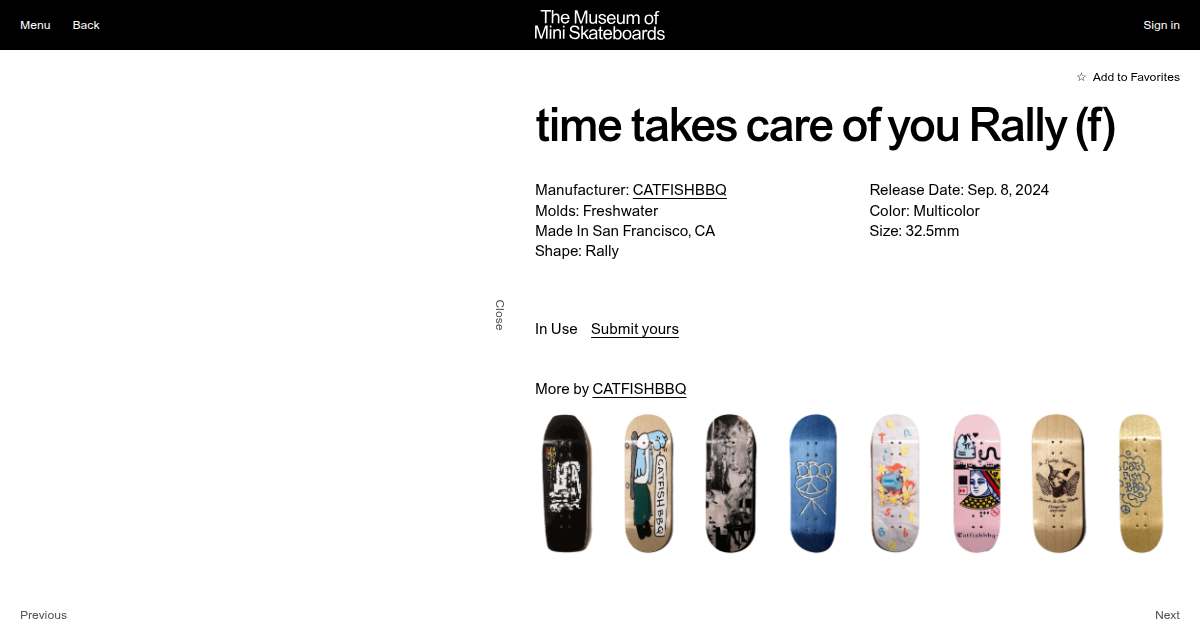 Menu
Back
The Museum of
Mini Skateboards
Sign in
☆ Add to Favorites
time takes care of you Rally (f)
Manufacturer: CATFISHBBQ
Molds: Freshwater
Made In San Francisco, CA
Shape: Rally
Release Date: Sep. 8, 2024
Color: Multicolor
Size: 32.5mm
Close
In Use
Submit yours
More by CATFISHBBQ
CATFISH BBQ
BBQ
Catfishbbq
Previous
Next